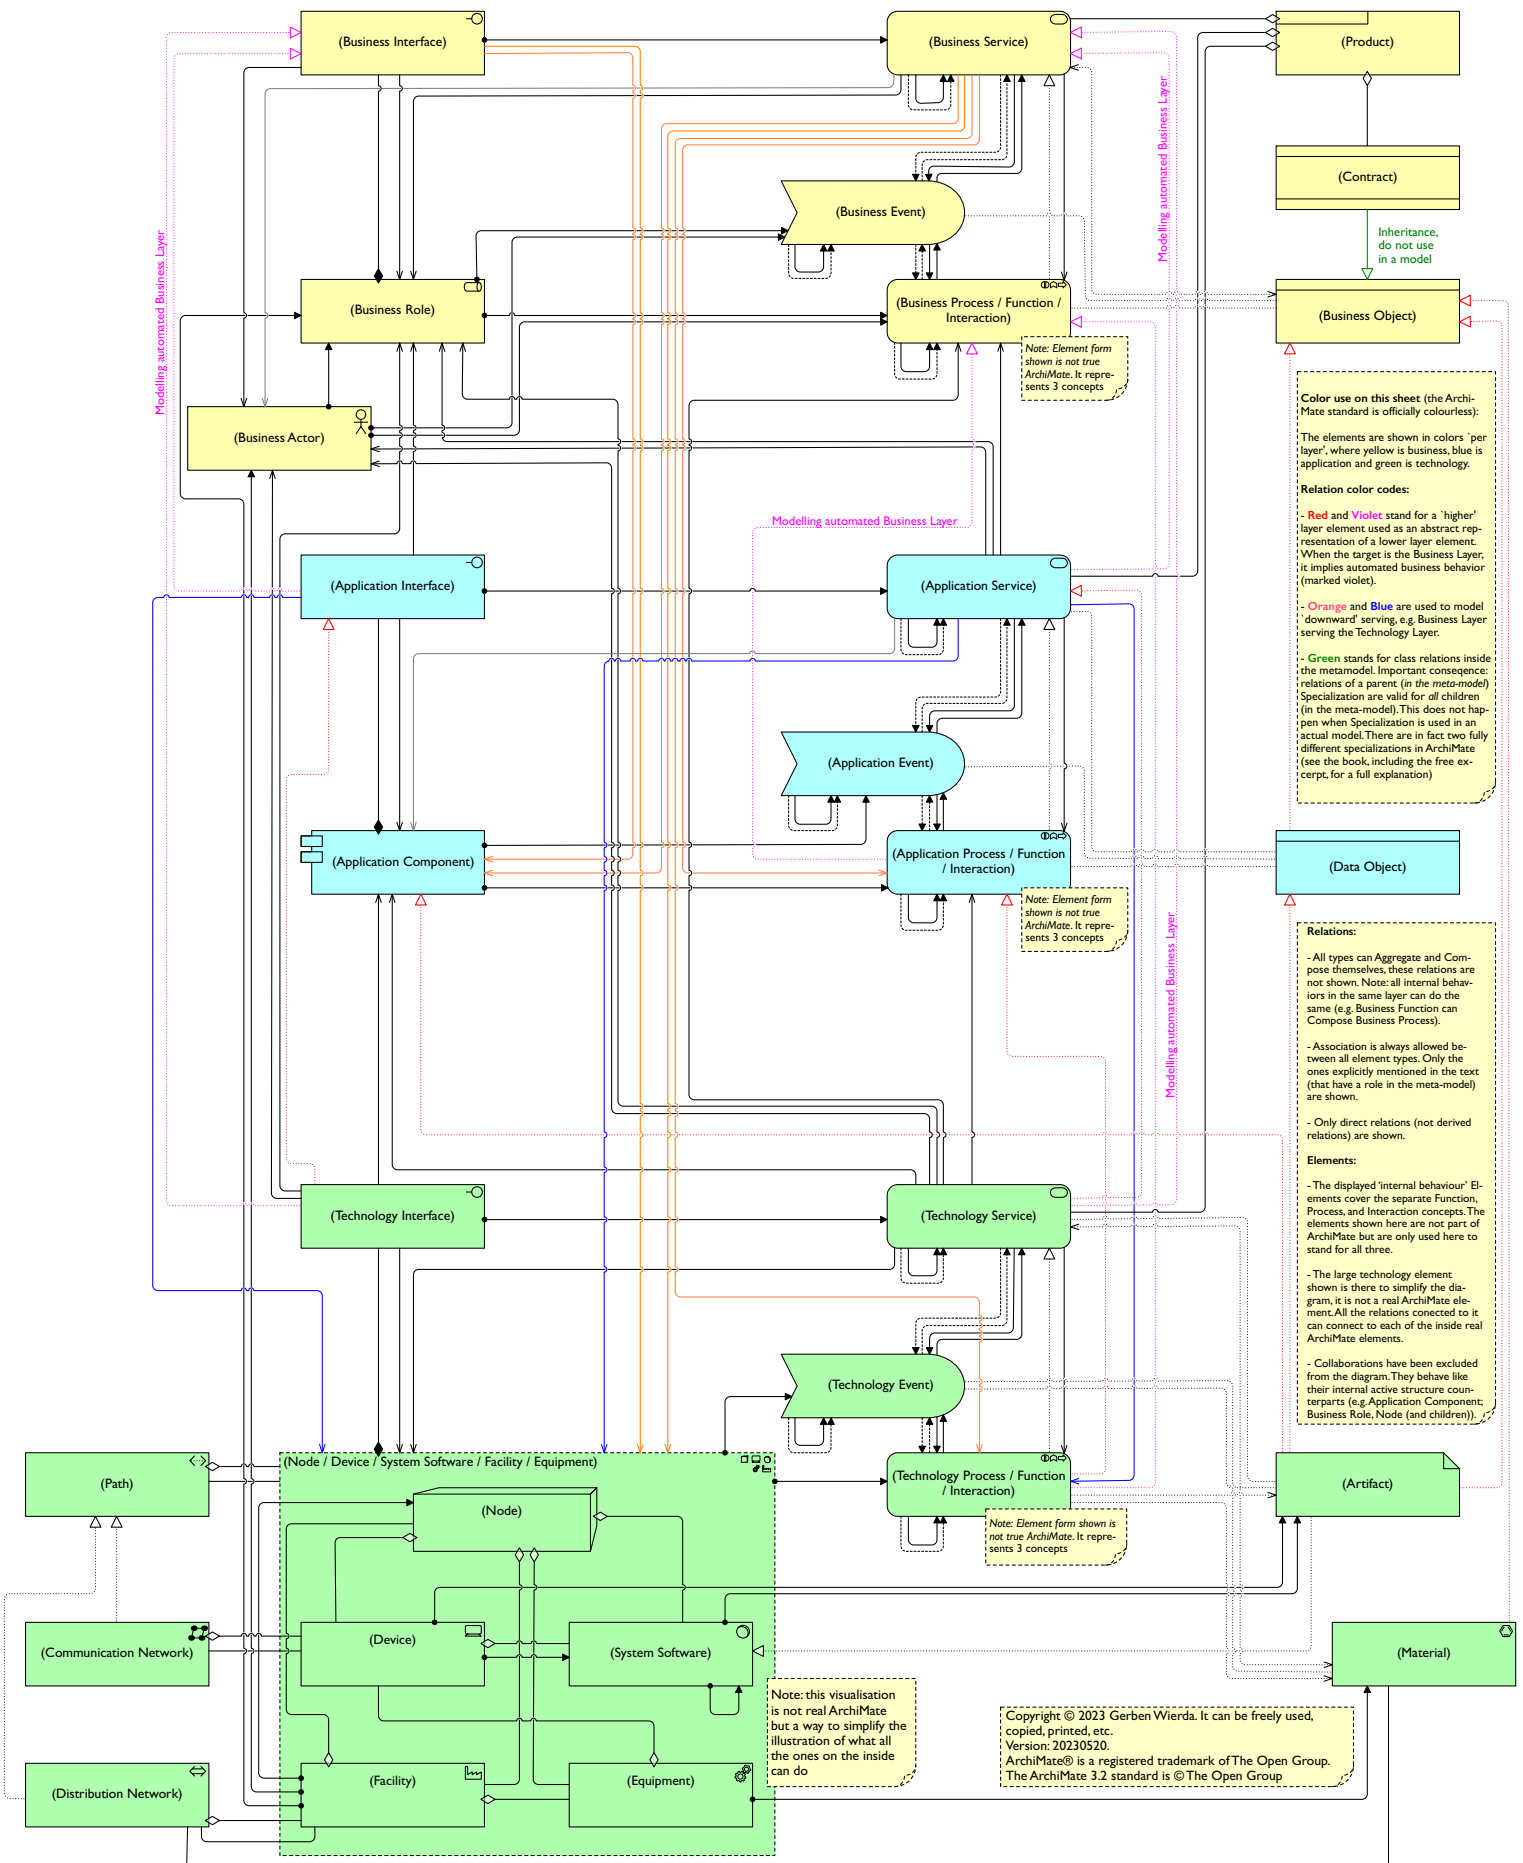 (Business Interface)
(Business Service)
(Product)
(Contract)
Modelling automated Business Layer
Modelling automated Business Layer
(Business Event)
Inheritance,
do not use
in a model
(Business Role)
(Business Process / Function /
Interaction)
(Business Object)
Note: Element form
shown is not true
ArchiMate. It repre-
sents 3 concepts
(Business Actor)
Color use on this sheet (the Archi-
Mate standard is officially colourless):
The elements are shown in colors `per
layer', where yellow is business, blue is
application and green is technology.
Relation color codes:
- Red and Violet stand for a `higher'
layer element used as an abstract rep-
resentation of a lower layer element.
When the target is the Business Layer,
it implies automated business behavior
(marked violet).
- Orange and Blue are used to model
`downward' serving, e.g. Business Layer
serving the Technology Layer.
- Green stands for class relations inside
the metamodel. Important conseqence:
relations of a parent (in the meta-model)
Specialization are valid for all children
(in the meta-model). This does not hap-
pen when Specialization is used in an
actual model. There are in fact two fully
different specializations in ArchiMate
(see the book, including the free ex-
cerpt, for a full explanation)
Modelling automated Business Layer
(Application Interface)
(Application Service)
(Application Event)
(Application Component)
(Application Process / Function
/ Interaction)
(Data Object)
Note: Element form
shown is not true
ArchiMate. It repre-
sents 3 concepts
Modelling automated Business Layer
Relations:
- All types can Aggregate and Com-
pose themselves, these relations are
not shown. Note: all internal behav-
iors in the same layer can do the
same (e.g. Business Function can
Compose Business Process).
- Association is always allowed be-
tween all element types. Only the
ones explicitly mentioned in the text
(that have a role in the meta-model)
are shown.
- Only direct relations (not derived
relations) are shown.
Elements:
- The displayed 'internal behaviour' El-
ements cover the separate Function,
Process, and Interaction concepts. The
elements shown here are not part of
ArchiMate but are only used here to
stand for all three.
- The large technology element
shown is there to simplify the dia-
gram, it is not a real ArchiMate ele-
ment. All the relations conected to it
can connect to each of the inside real
ArchiMate elements.
- Collaborations have been excluded
from the diagram. They behave like
their internal active structure coun-
terparts (e.g. Application Component;
Business Role, Node (and children)).
(Technology Interface)
(Technology Service)
(Technology Event)
(Path)
(Node / Device / System Software / Facility / Equipment)
(Technology Process / Function
/ Interaction)
(Artifact)
(Node)
Note: Element form shown is
not true ArchiMate. It repre-
sents 3 concepts
(Communication Network)
(Device)
(System Software)
(Material)
Note: this visualisation
is not real ArchiMate
but a way to simplify the
illustration of what all
the ones on the inside
can do
Copyright © 2023 Gerben Wierda. It can be freely used,
copied, printed, etc.
Version: 20230520.
ArchiMate® is a registered trademark of The Open Group.
The ArchiMate 3.2 standard is © The Open Group
(Distribution Network)
(Facility)
(Equipment)